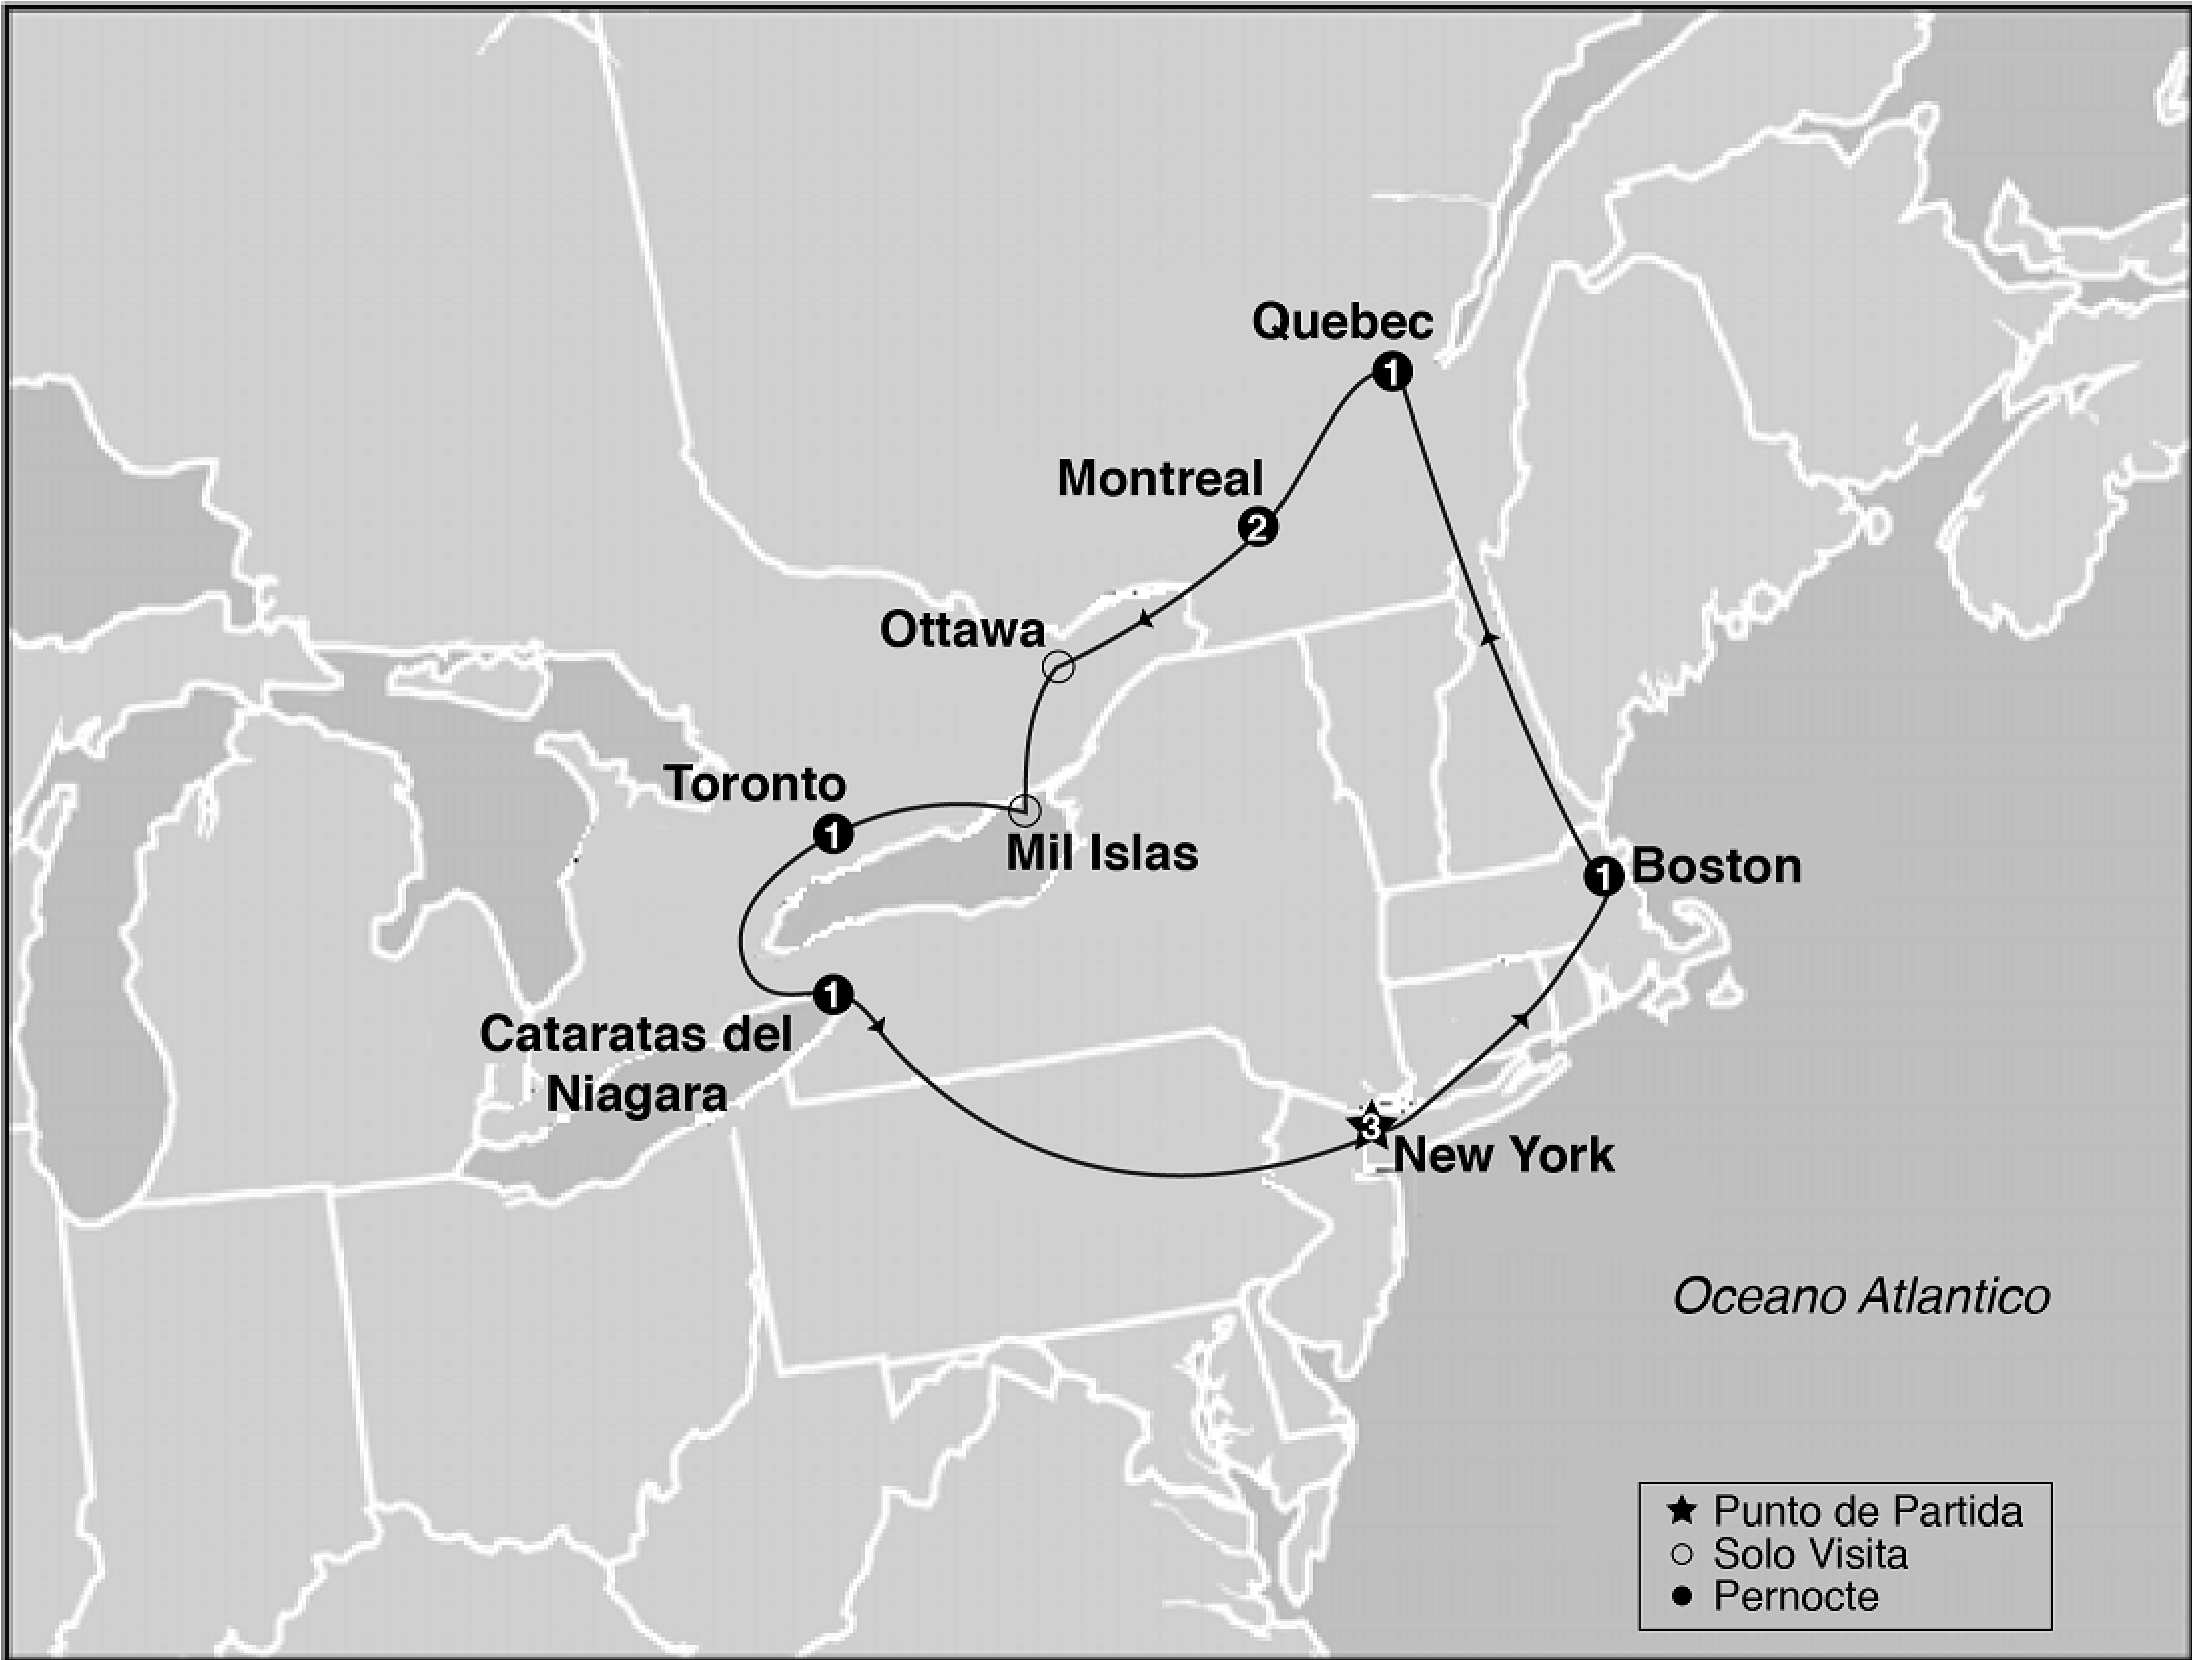 Quebec
1
Montreal
2
Ottawa
Toronto
1
Mil Islas
1 Boston
1
Cataratas del
Niagara
3
New York
Oceano Atlantico
Punto de Partida
Solo Visita
Pernocte